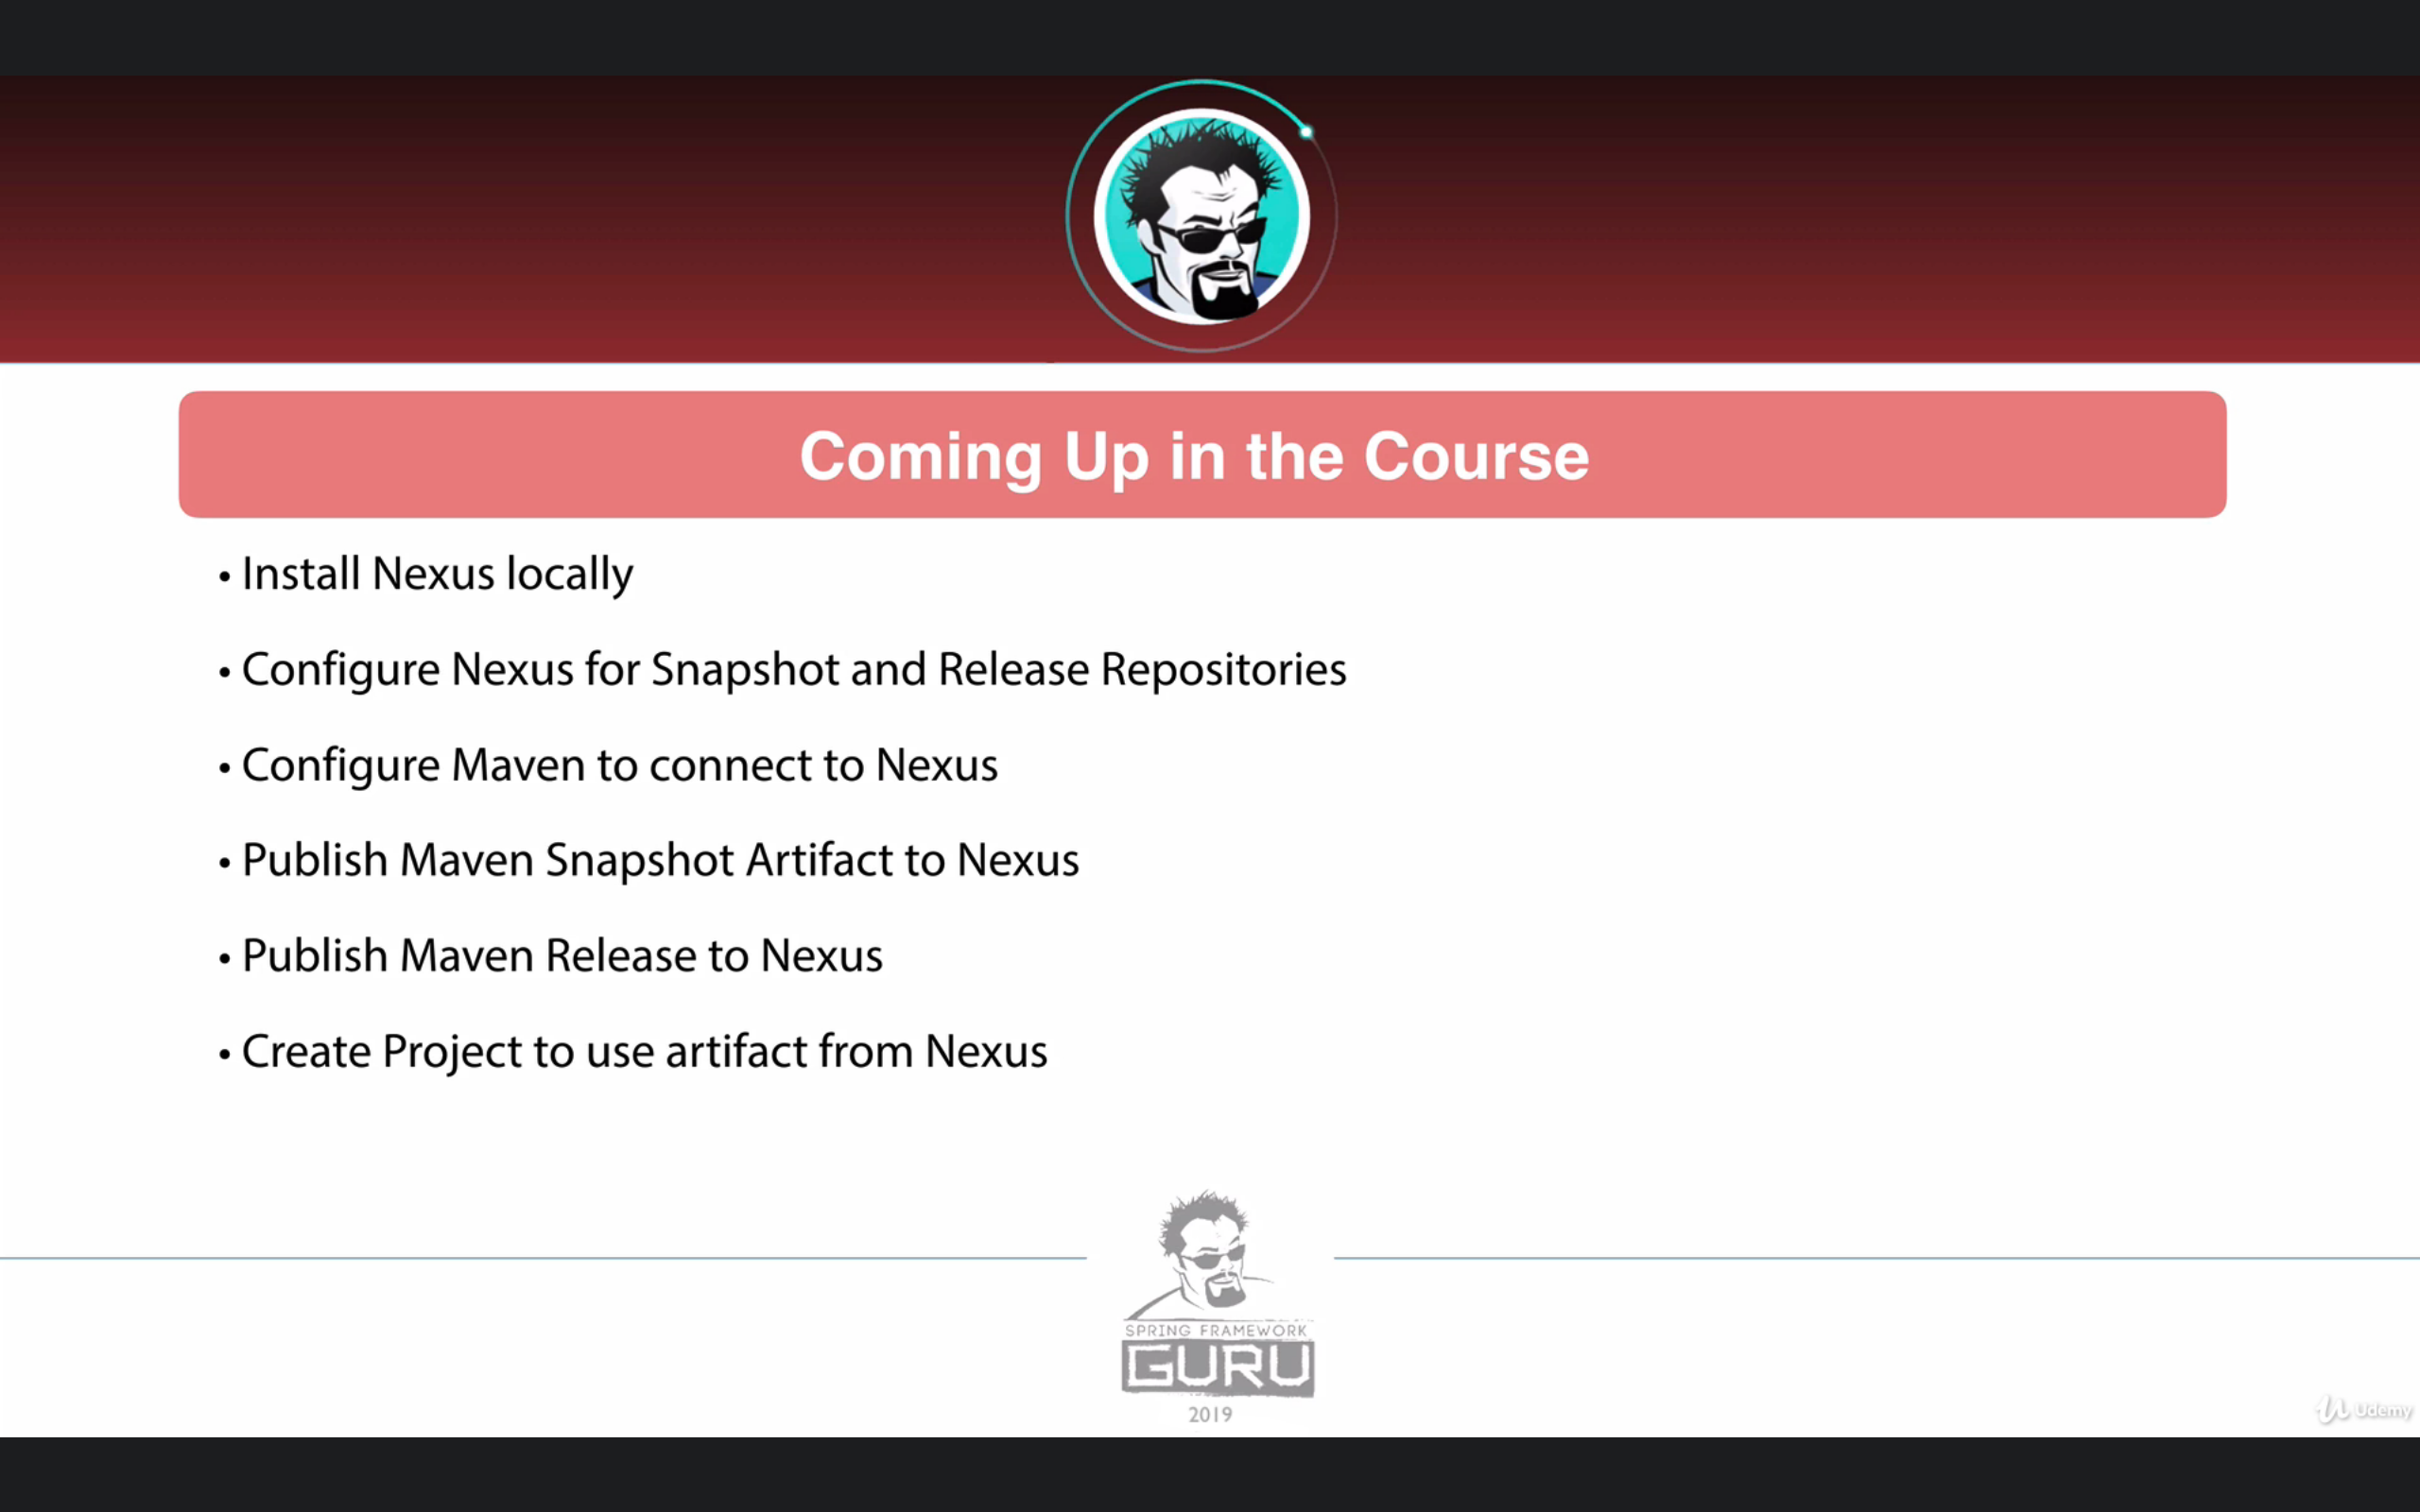 Coming Up in the Course
• Install Nexus locally
• Configure Nexus for Snapshot and Release Repositories
• Configure Maven to connect to Nexus
• Publish Maven Snapshot Artifact to Nexus
• Publish Maven Release to Nexus
• Create Project to use artifact from Nexus
SPRING FRAMEWORK
GURU
2019
Udemy